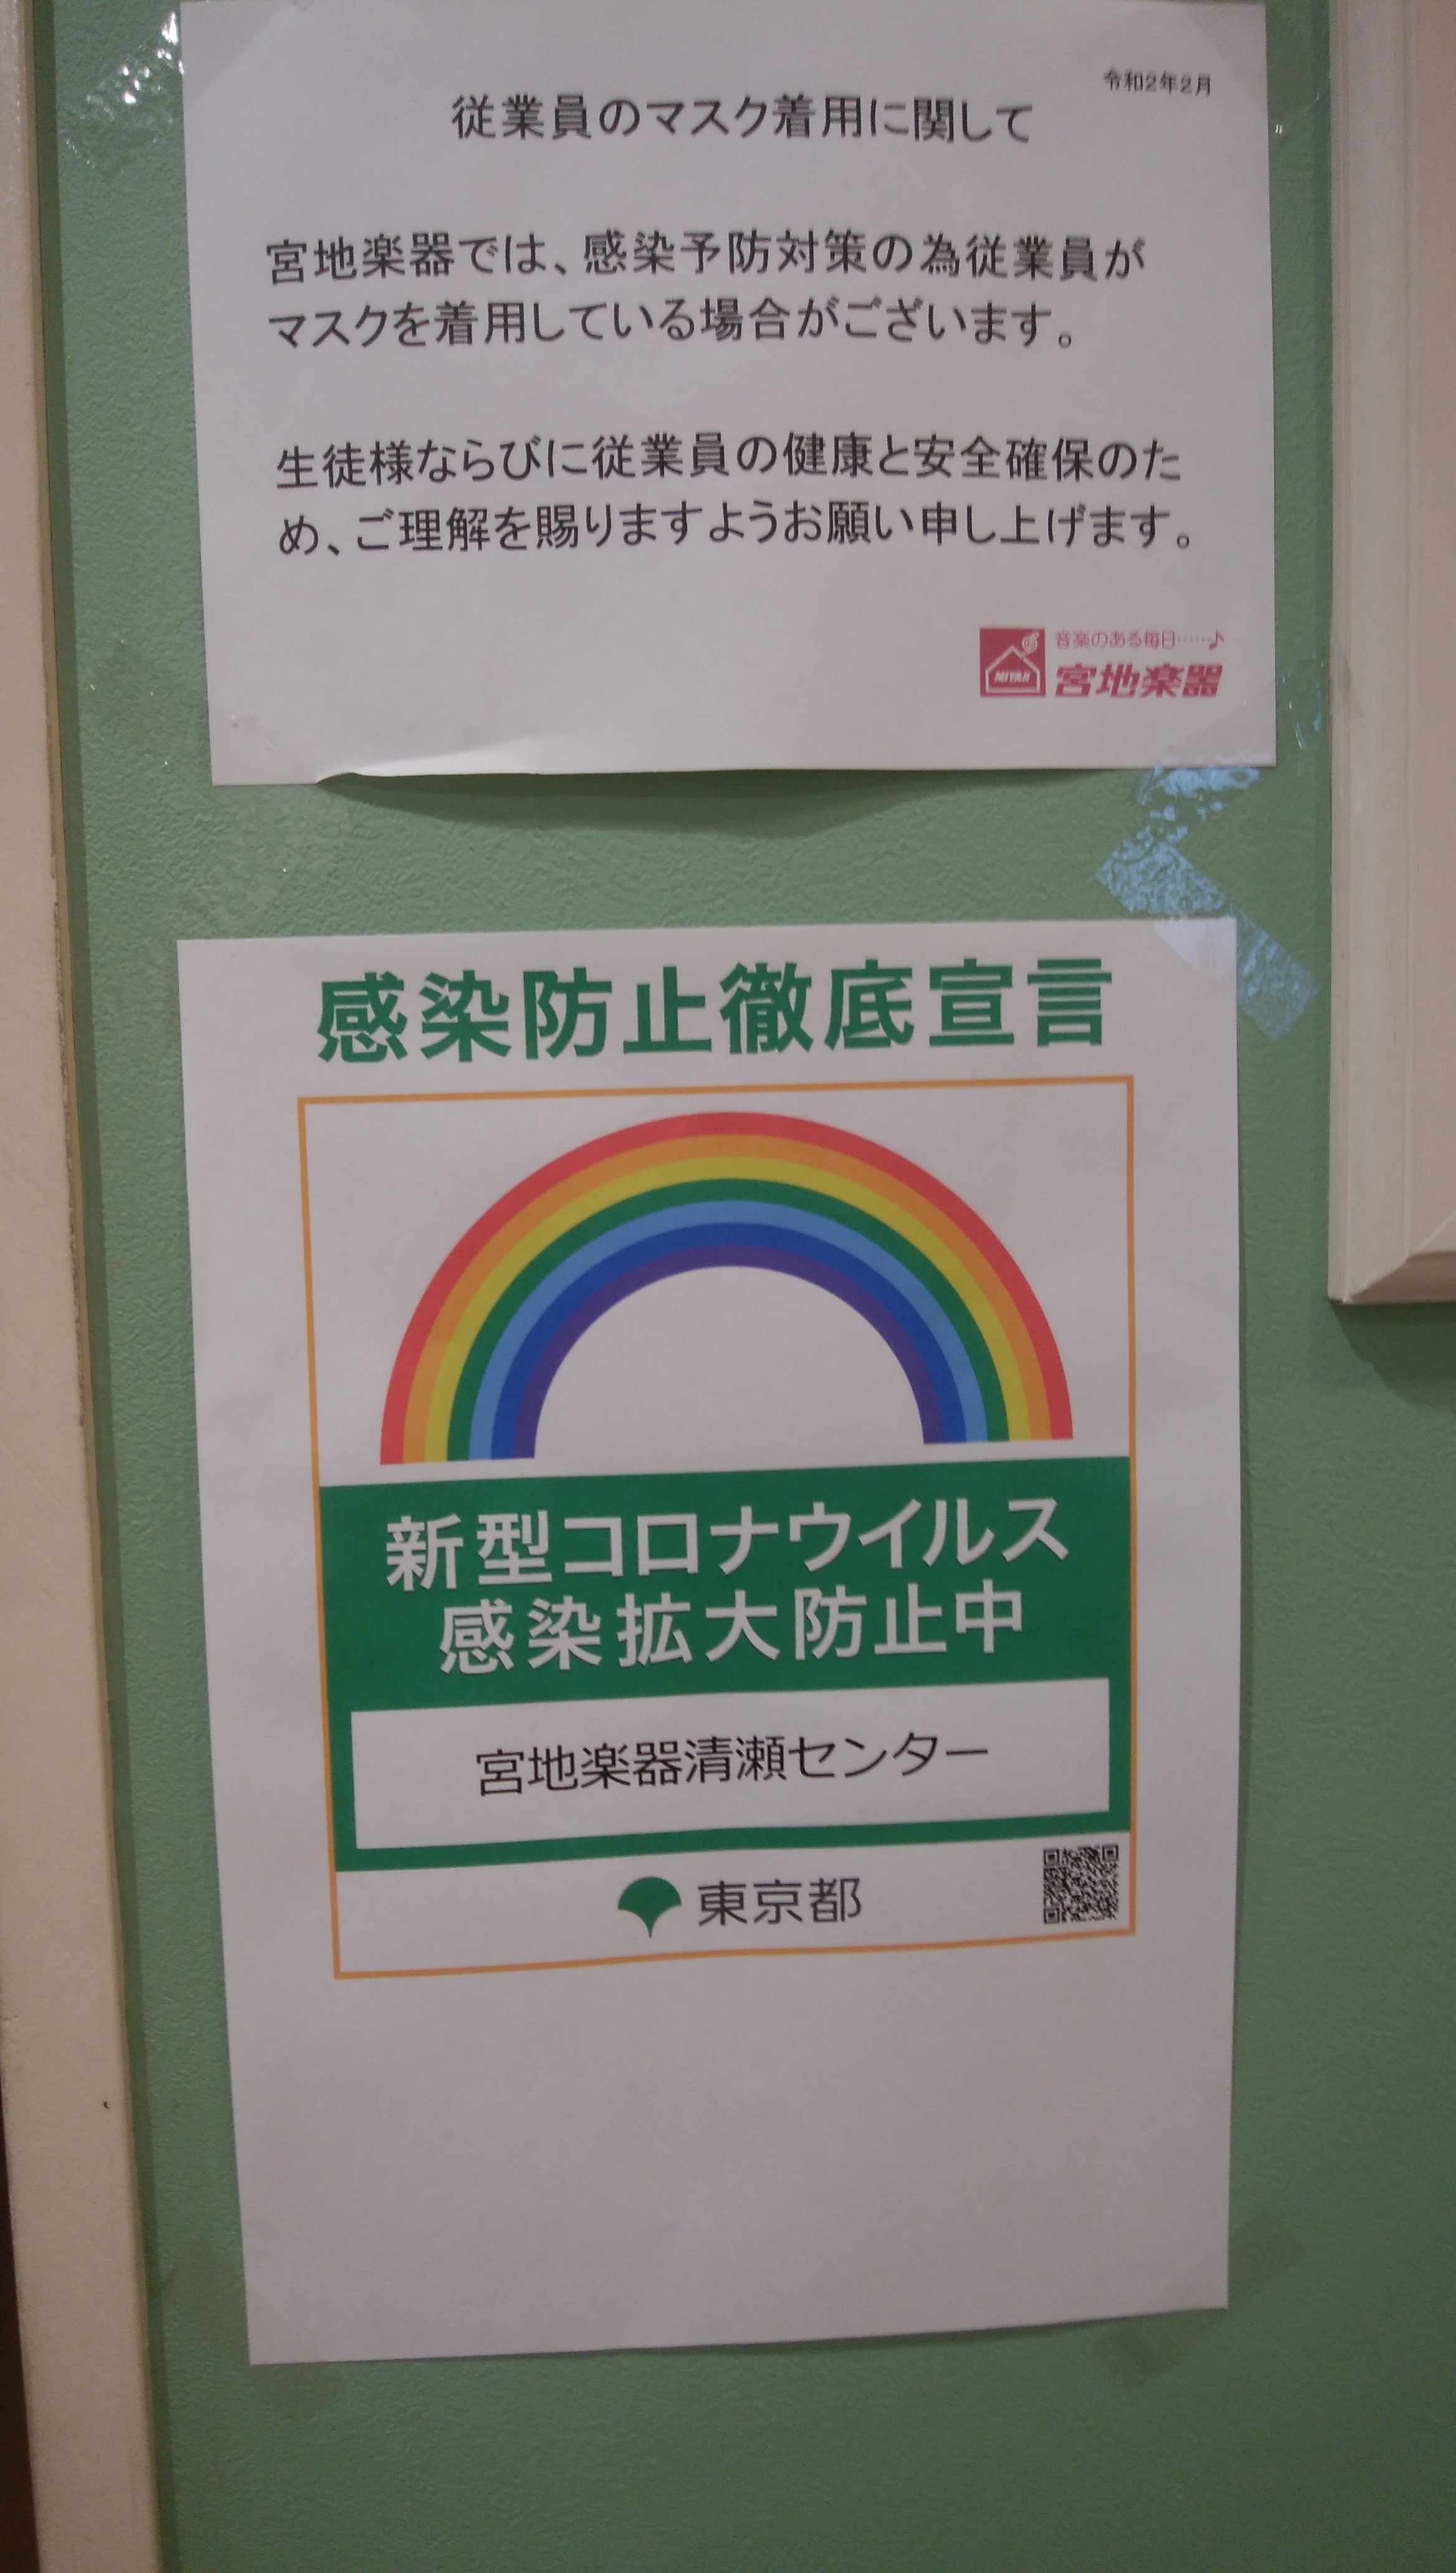 令和2年2月
従業員のマスク着用に関して
宮地楽器では、感染予防対策の為従業員が
マスクを着用している場合がございます。
生徒様ならびに従業員の健康と安全確保のた
め、ご理解を賜りますようお願い申し上げます。
音楽のある毎日……♪
MIYAJI
宮地楽器
感染防止徹底宣言
新型コロナウイルス
感染拡大防止中
宮地楽器清瀬センター
東京都